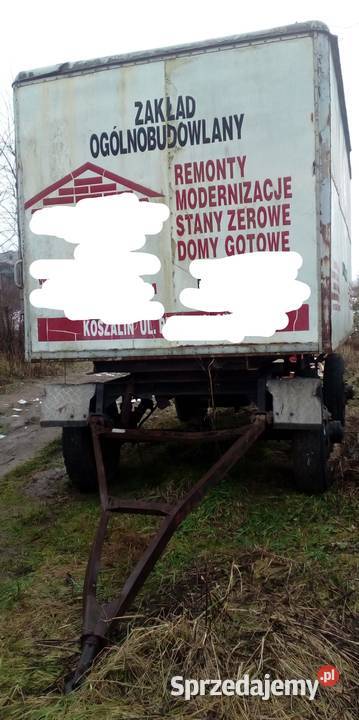 ZAKŁAD
OGÓLNOBUDOWLANY
REMONTY
MODERNIZACJE
STANY ZEROWE
DOMY GOTOWE
KOSZALIN UL.
Sprzedajemy.pl